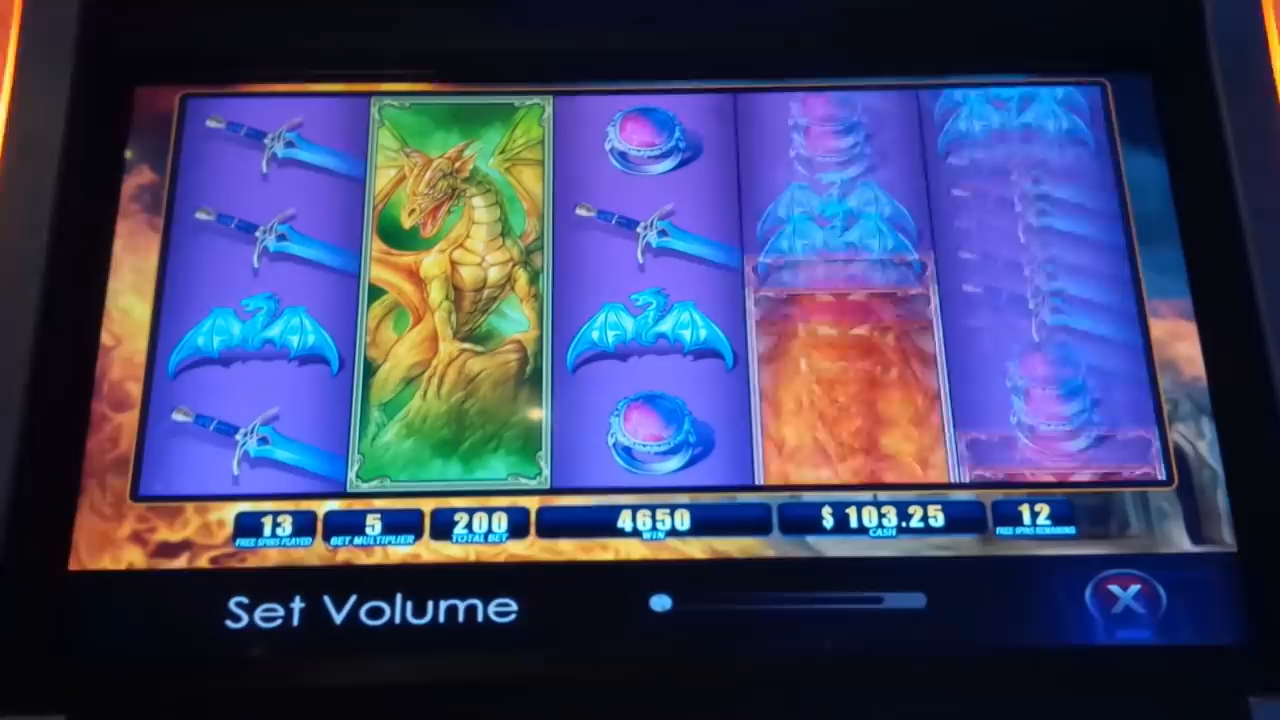 13
FREE SPINS PLAYED
5
BET MULTIPLIER
200
TOTAL BET
4650
WIN
$ 103.25
CASH
12
FREE SPINS REMAINING
Set Volume
X